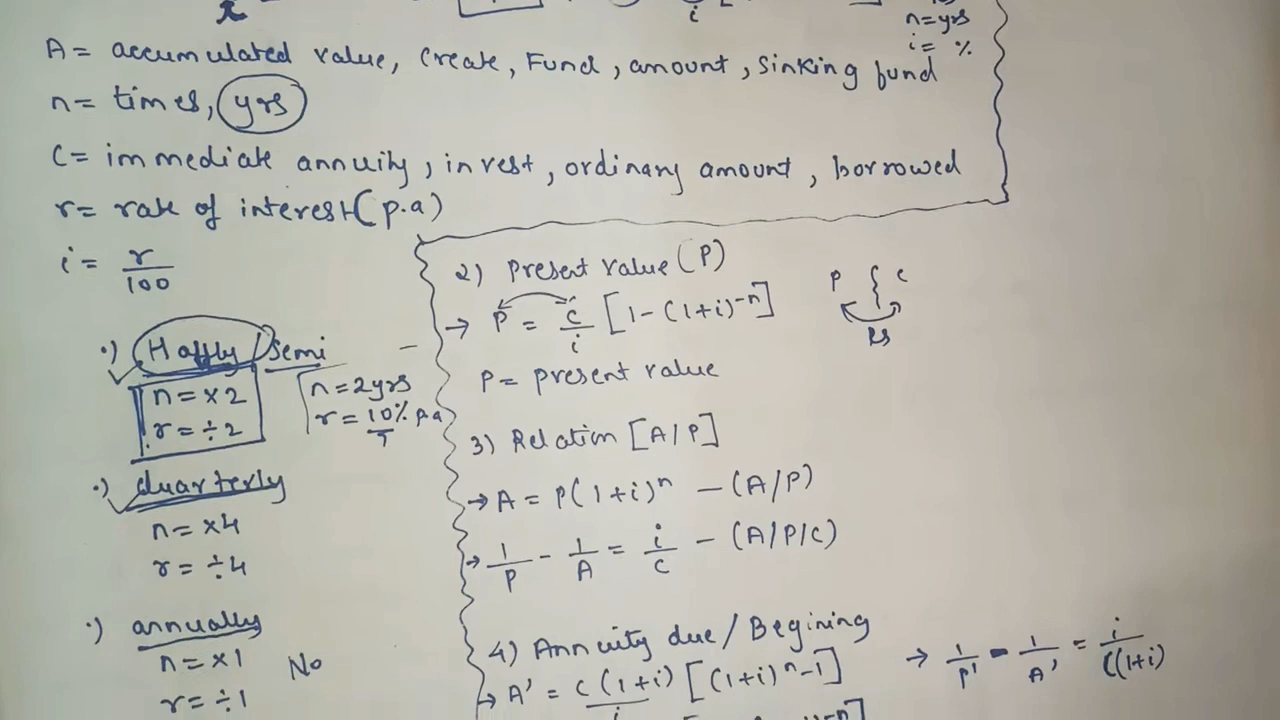 n=yrs
i= %
A= accumulated value, Create, Fund, amount, Sinking fund
n= times, yrs
C= immediate annuity, invest, ordinary amount, borrowed
r= rate of interest (p.a)
i = r/100
•) Halfly / Semi
n= ×2
r= ÷2
n=2yrs
r=10% p.a
•) Quarterly
n= ×4
r= ÷4
•) annually
n= ×1
r= ÷1
No
2) Present value (P)
→ P = C/i [1-(1+i)^-n]
P C
P= present value
3) Relation [A/P]
→ A = P(1+i)^n - (A/P)
→ 1/P - 1/A = i/C - (A/P/C)
4) Annuity due / Begining
→ A' = C(1+i)/i [(1+i)^n-1]
→ 1/P' - 1/A' = i/C(1+i)